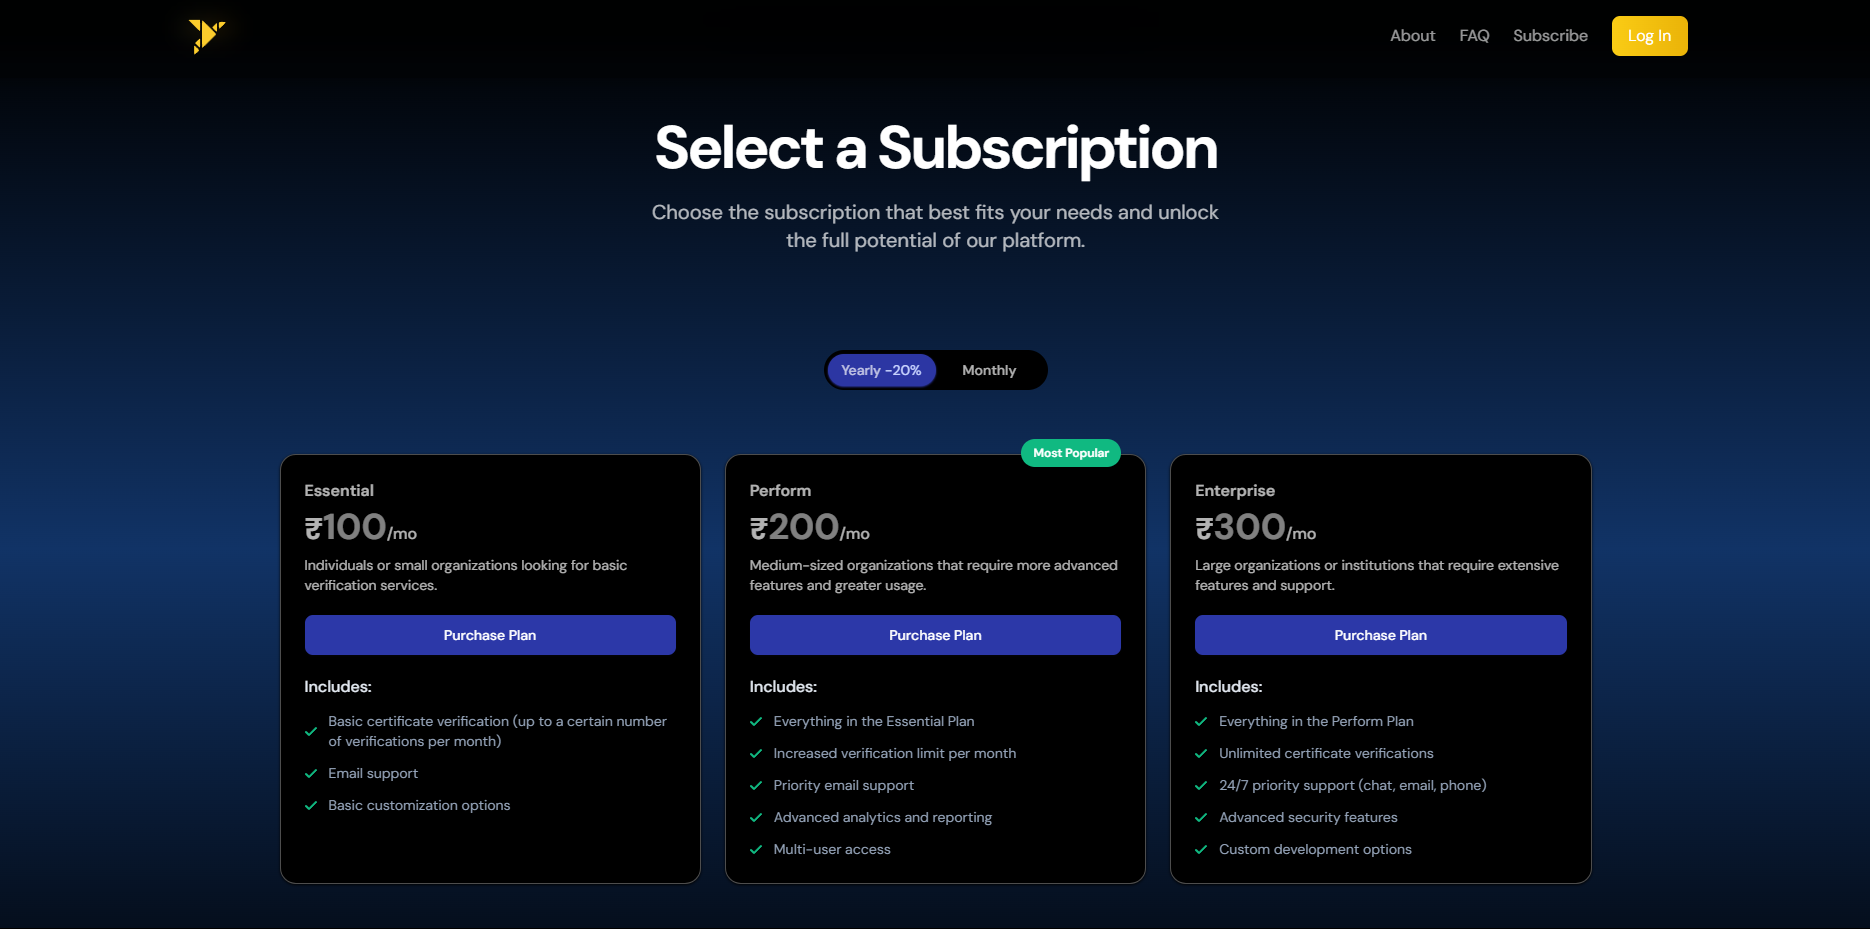 About FAQ Subscribe Log In
Select a Subscription
Choose the subscription that best fits your needs and unlock
the full potential of our platform.
Yearly -20% Monthly
Essential
₹100/mo
Individuals or small organizations looking for basic
verification services.
Purchase Plan
Includes:
Basic certificate verification (up to a certain number
of verifications per month)
Email support
Basic customization options
Most Popular
Perform
₹200/mo
Medium-sized organizations that require more advanced
features and greater usage.
Purchase Plan
Includes:
Everything in the Essential Plan
Increased verification limit per month
Priority email support
Advanced analytics and reporting
Multi-user access
Enterprise
₹300/mo
Large organizations or institutions that require extensive
features and support.
Purchase Plan
Includes:
Everything in the Perform Plan
Unlimited certificate verifications
24/7 priority support (chat, email, phone)
Advanced security features
Custom development options